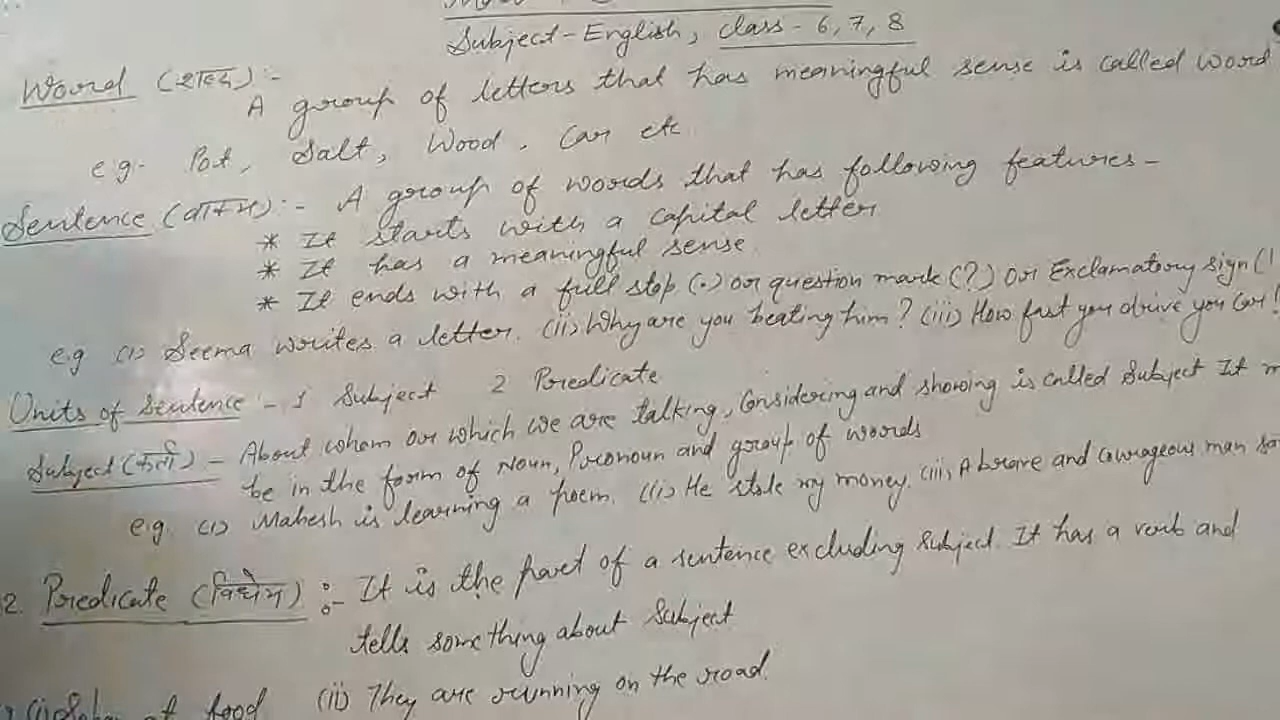 Subject - English, class - 6, 7, 8
Word (शब्द) :-
A group of letters that has meaningful sense is called word
e.g- Pot, Salt, Wood, Car etc
Sentence (वाक्य) :- A group of words that has following features -
* It starts with a capital letter
* It has a meaningful sense
* It ends with a full stop (.) or question mark (?) or Exclamatory sign (!
e.g (i) Seema writes a letter. (ii) Why are you beating him? (iii) How fast you drive you Car!
Units of sentence - 1 Subject 2 Predicate
Subject (कर्ता) - About whom or which we are talking, Considering and showing is called Subject It
be in the form of Noun, Pronoun and group of words
e.g. (i) Mahesh is learning a poem. (ii) He stole my money. (iii) A brave and Courageous man
2. Predicate (विधेय) :- It is the part of a sentence excluding Subject. It has a verb and
tells something about Subject
food (ii) They are running on the road.